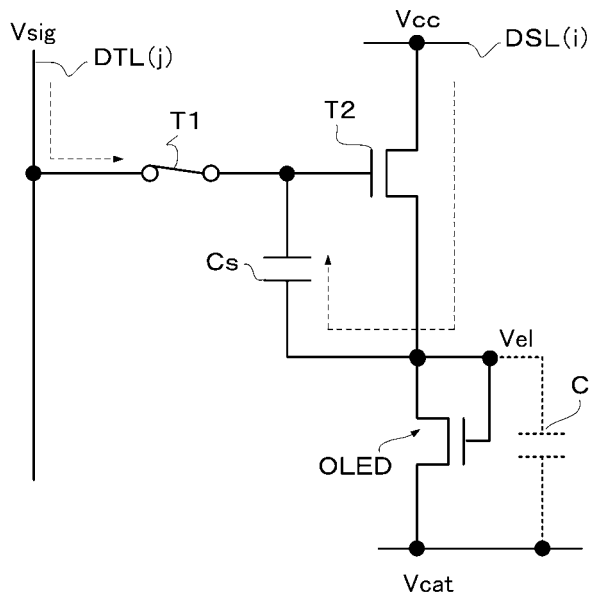 Vsig
DTL(j)
Vcc
DSL(i)
T1
T2
Cs
Vel
C
OLED
Vcat